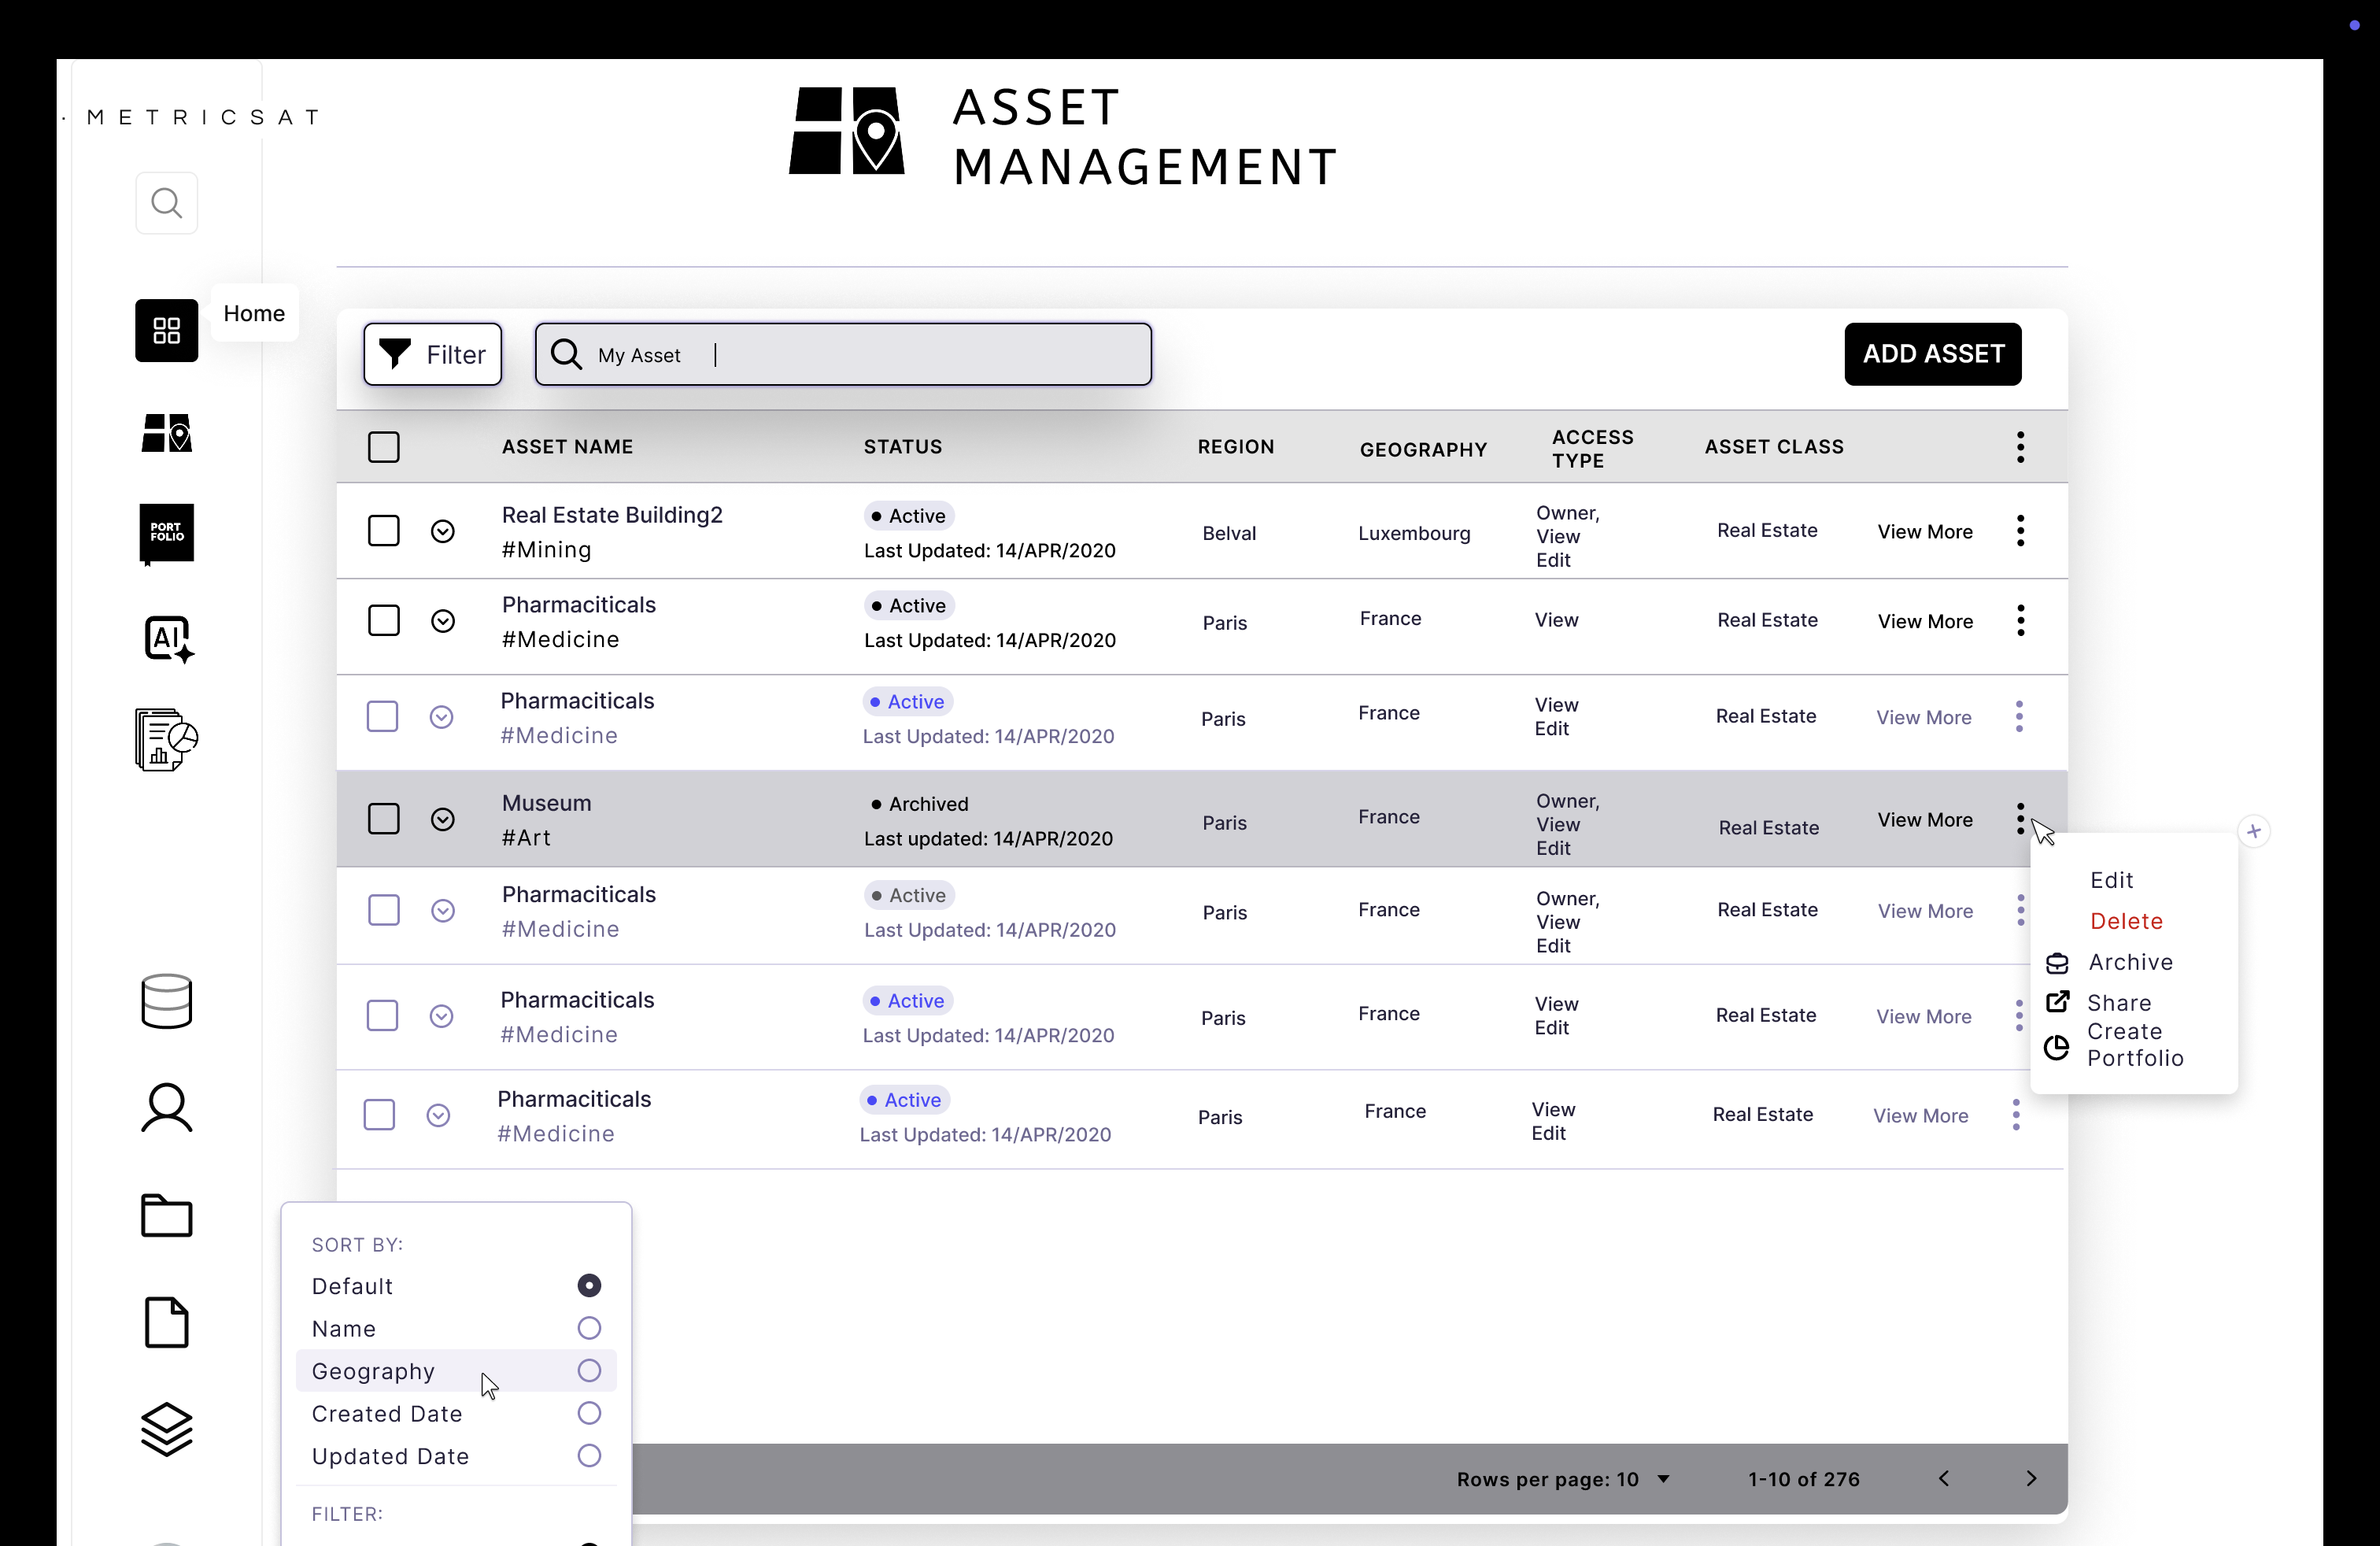 · METRICSAT
ASSET
MANAGEMENT
Home
Filter
My Asset
ADD ASSET
ASSET NAME STATUS REGION GEOGRAPHY ACCESS TYPE ASSET CLASS
PORT
FOLIO
AI
Real Estate Building2
#Mining
Active
Last Updated: 14/APR/2020
Belval
Luxembourg
Owner,
View
Edit
Real Estate
View More
Pharmaciticals
#Medicine
Active
Last Updated: 14/APR/2020
Paris
France
View
Real Estate
View More
Pharmaciticals
#Medicine
Active
Last Updated: 14/APR/2020
Paris
France
View
Edit
Real Estate
View More
Museum
#Art
Archived
Last updated: 14/APR/2020
Paris
France
Owner,
View
Edit
Real Estate
View More
Pharmaciticals
#Medicine
Active
Last Updated: 14/APR/2020
Paris
France
Owner,
View
Edit
Real Estate
View More
Pharmaciticals
#Medicine
Active
Last Updated: 14/APR/2020
Paris
France
View
Edit
Real Estate
View More
Pharmaciticals
#Medicine
Active
Last Updated: 14/APR/2020
Paris
France
View
Edit
Real Estate
View More
Edit
Delete
Archive
Share
Create
Portfolio
SORT BY:
Default
Name
Geography
Created Date
Updated Date
FILTER:
Rows per page: 10
1-10 of 276